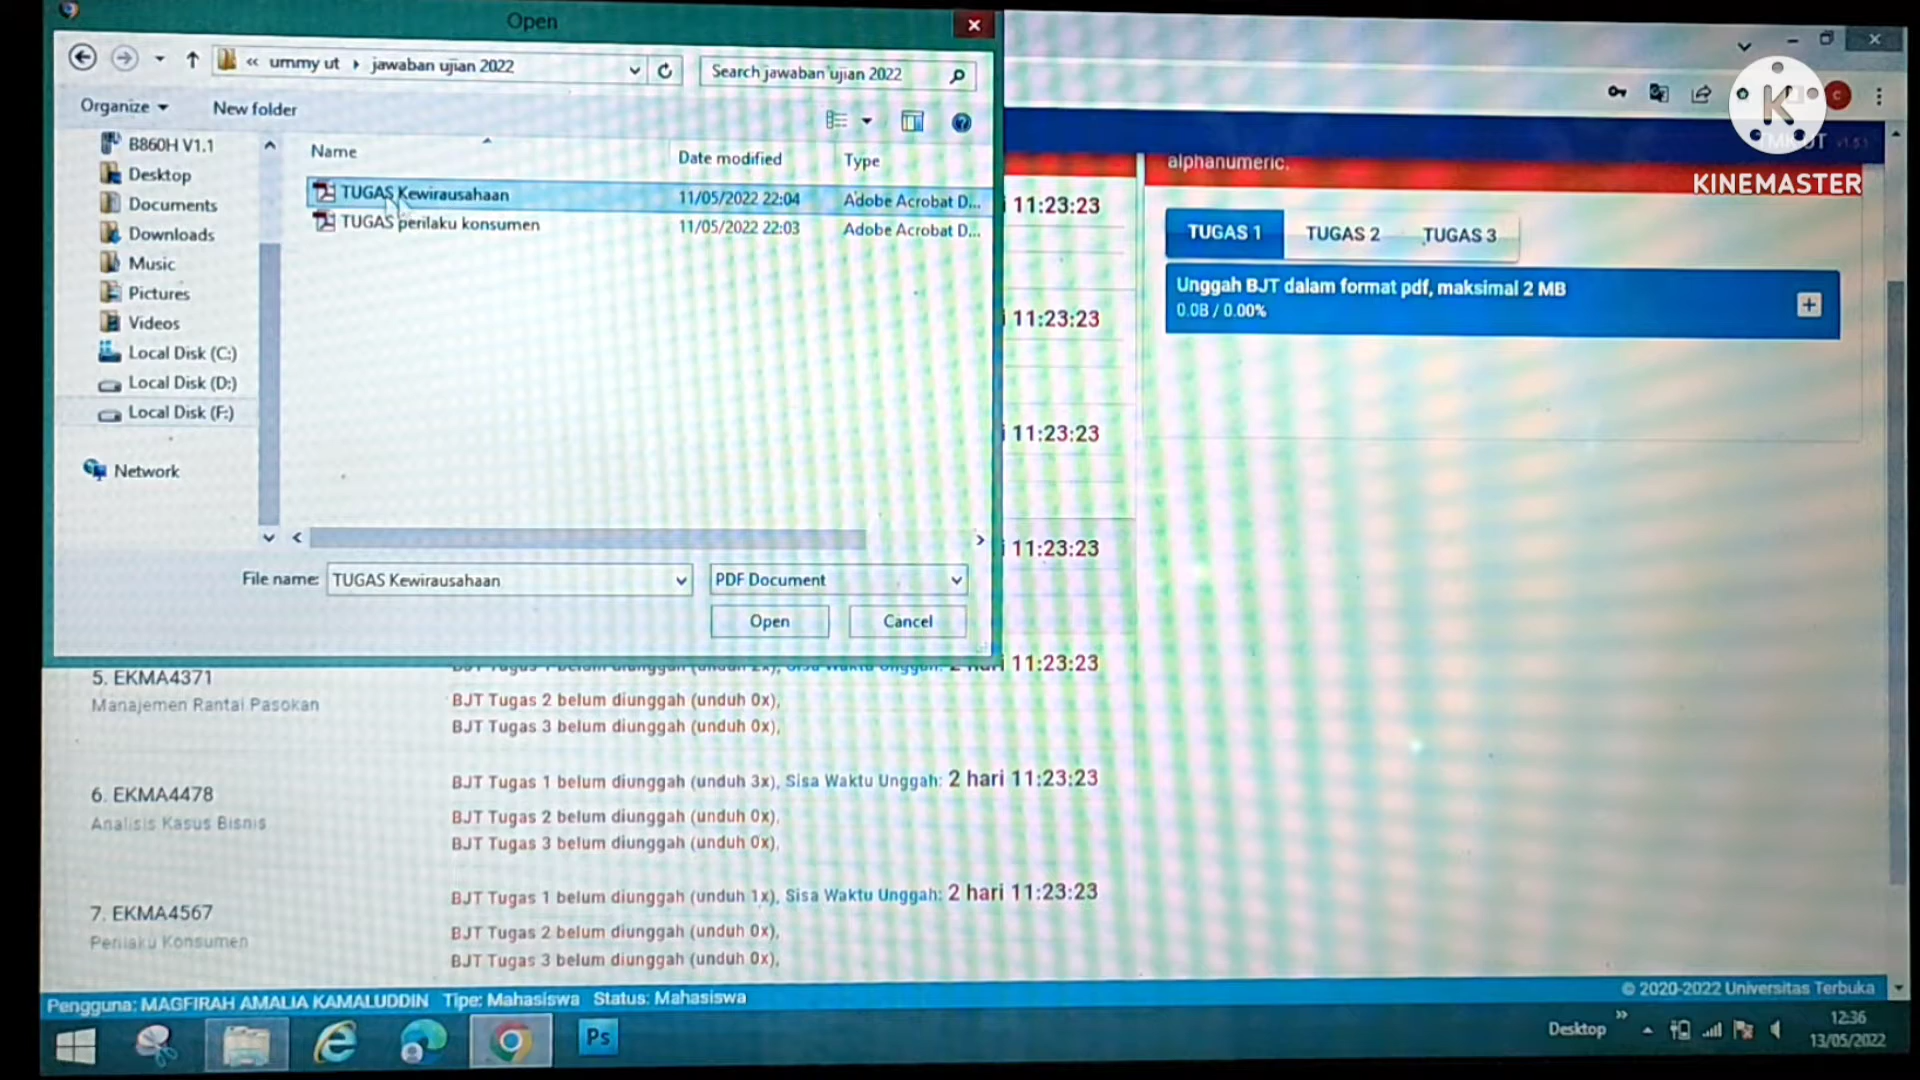 Open
« ummy ut › jawaban ujian 2022
Search jawaban ujian 2022
Organize
New folder
B860H V1.1
Desktop
Documents
Downloads
Music
Pictures
Videos
Local Disk (C:)
Local Disk (D:)
Local Disk (F:)
Network
Name
Date modified
Type
TUGAS Kewirausahaan
11/05/2022 22:04
Adobe Acrobat D...
TUGAS perilaku konsumen
11/05/2022 22:03
Adobe Acrobat D...
File name:
TUGAS Kewirausahaan
PDF Document
Open
Cancel
K
KINEMASTER
C
v1.5.1
alphanumeric.
TUGAS 1
TUGAS 2
TUGAS 3
Unggah BJT dalam format pdf, maksimal 2 MB
0.0B / 0.00%
11:23:23
11:23:23
11:23:23
11:23:23
11:23:23
5. EKMA4371
Manajemen Rantai Pasokan
BJT Tugas 2 belum diunggah (unduh 0x),
BJT Tugas 3 belum diunggah (unduh 0x),
6. EKMA4478
Analisis Kasus Bisnis
BJT Tugas 1 belum diunggah (unduh 3x), Sisa Waktu Unggah: 2 hari 11:23:23
BJT Tugas 2 belum diunggah (unduh 0x),
BJT Tugas 3 belum diunggah (unduh 0x),
7. EKMA4567
Perilaku Konsumen
BJT Tugas 1 belum diunggah (unduh 1x), Sisa Waktu Unggah: 2 hari 11:23:23
BJT Tugas 2 belum diunggah (unduh 0x),
BJT Tugas 3 belum diunggah (unduh 0x),
Pengguna: MAGFIRAH AMALIA KAMALUDDIN Tipe: Mahasiswa Status: Mahasiswa
© 2020-2022 Universitas Terbuka
Ps
Desktop
12:36
13/05/2022